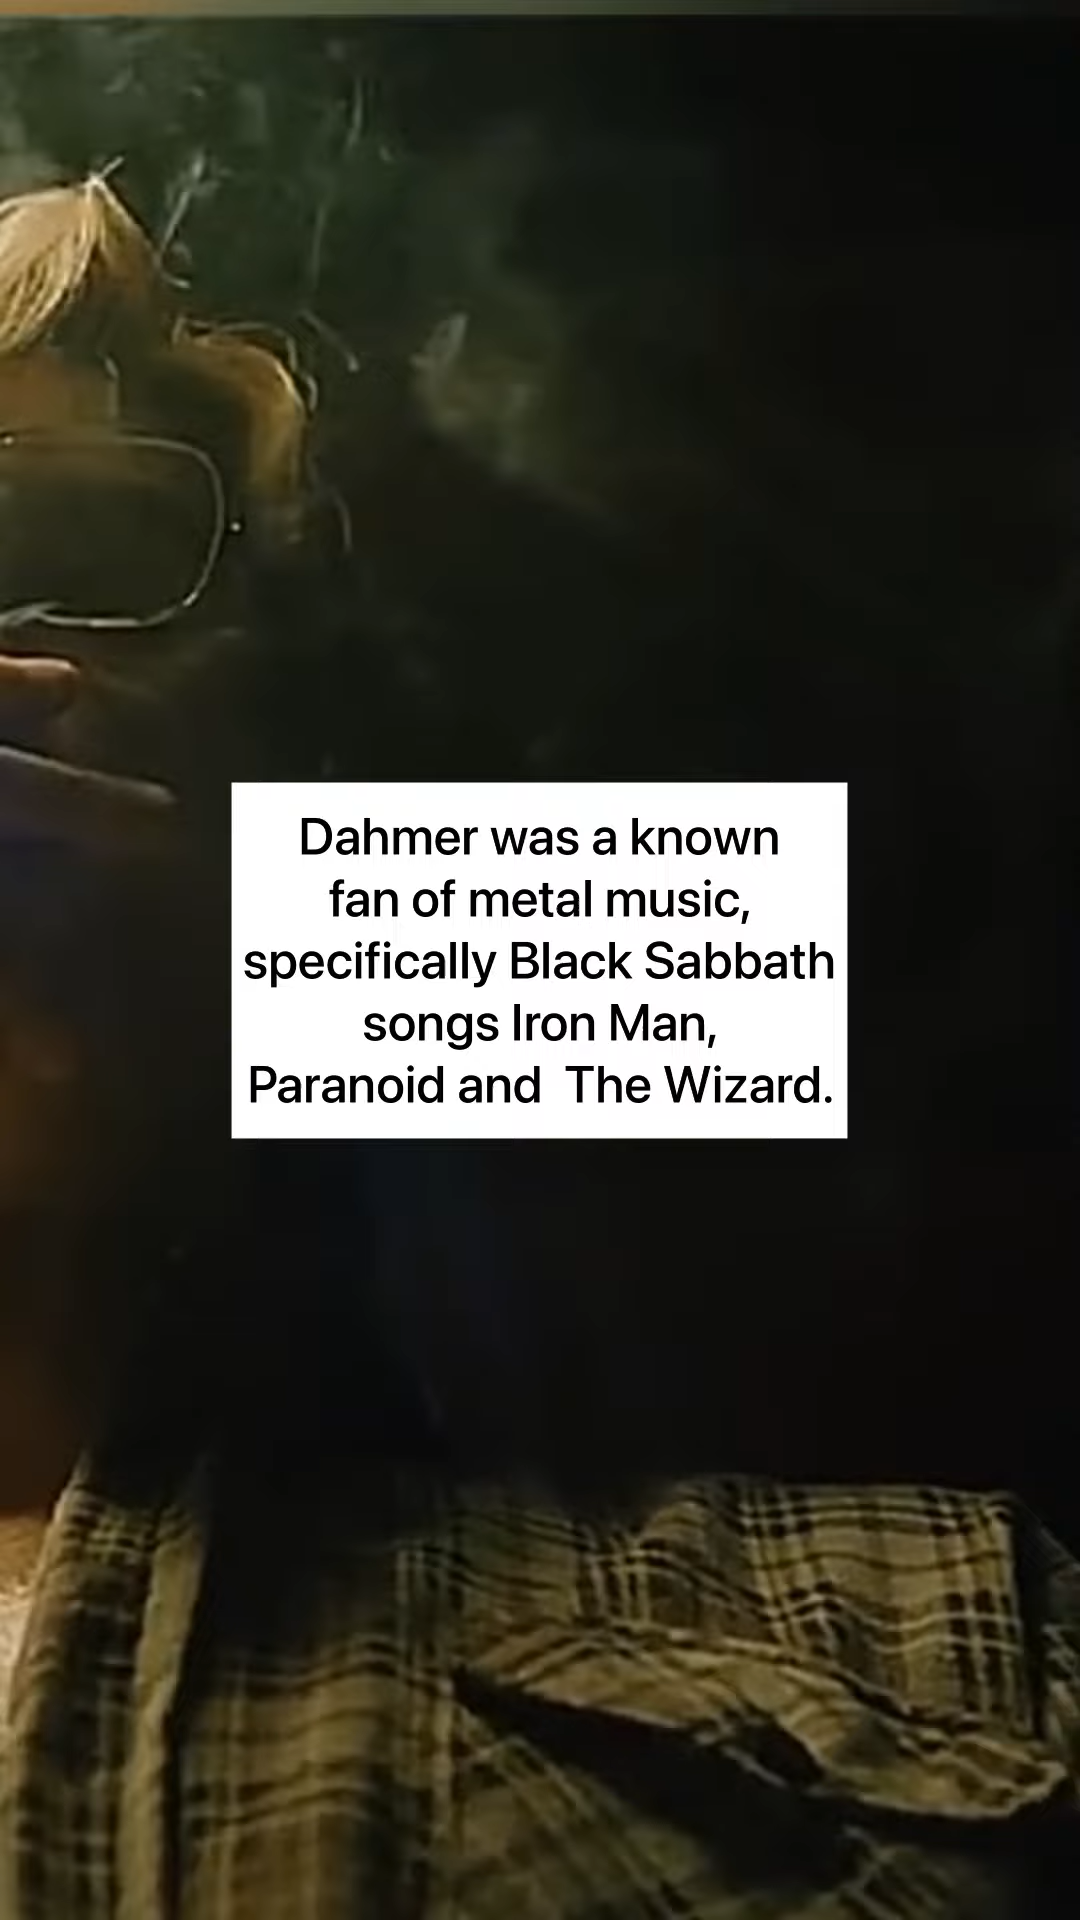 Dahmer was a known
fan of metal music,
specifically Black Sabbath
songs Iron Man,
Paranoid and  The Wizard.